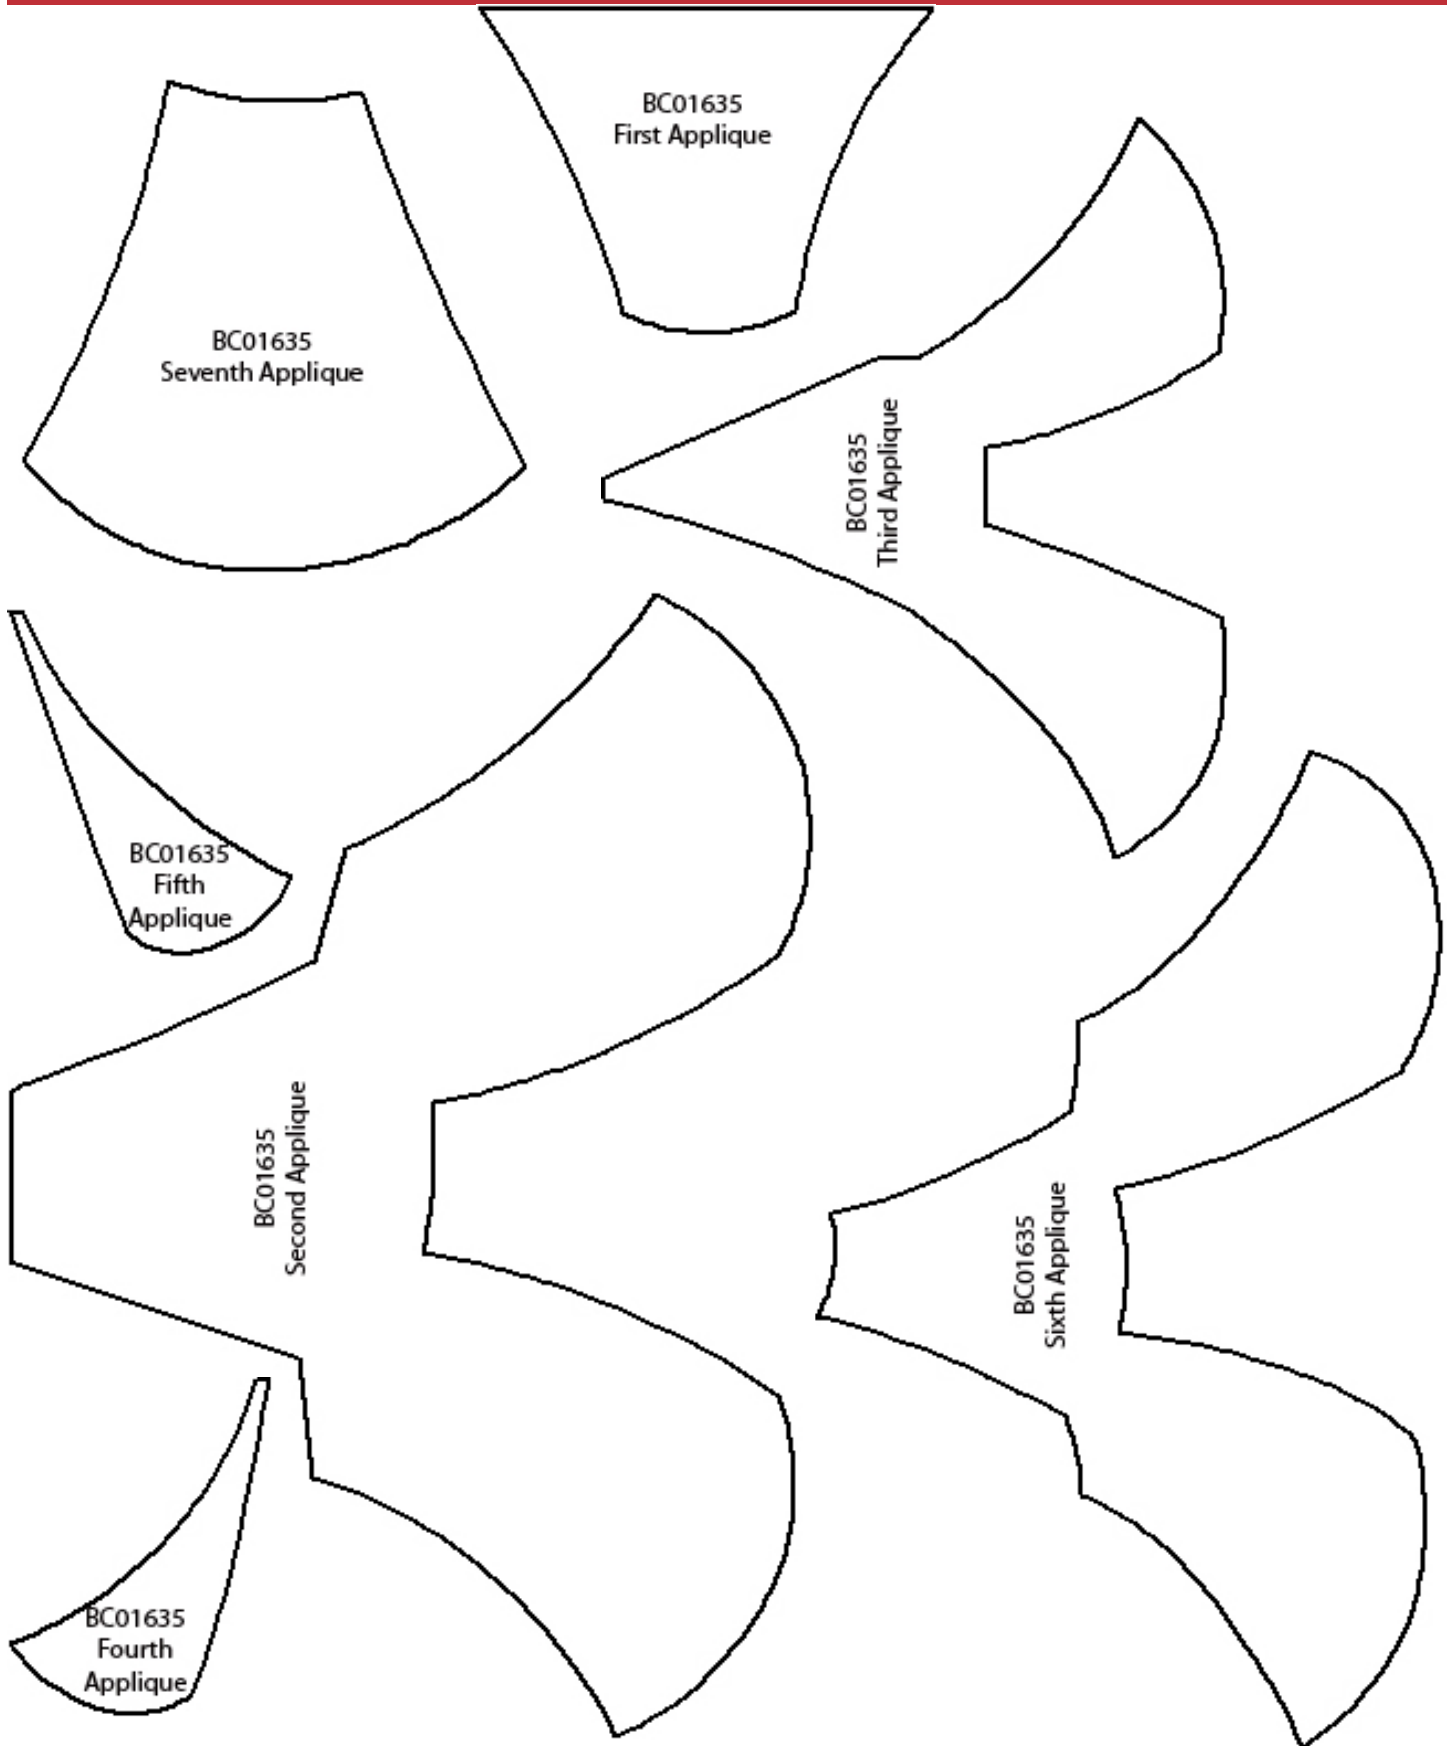 BC01635
First Applique
BC01635
Seventh Applique
BC01635
Third Applique
BC01635
Fifth
Applique
BC01635
Second Applique
BC01635
Sixth Applique
BC01635
Fourth
Applique